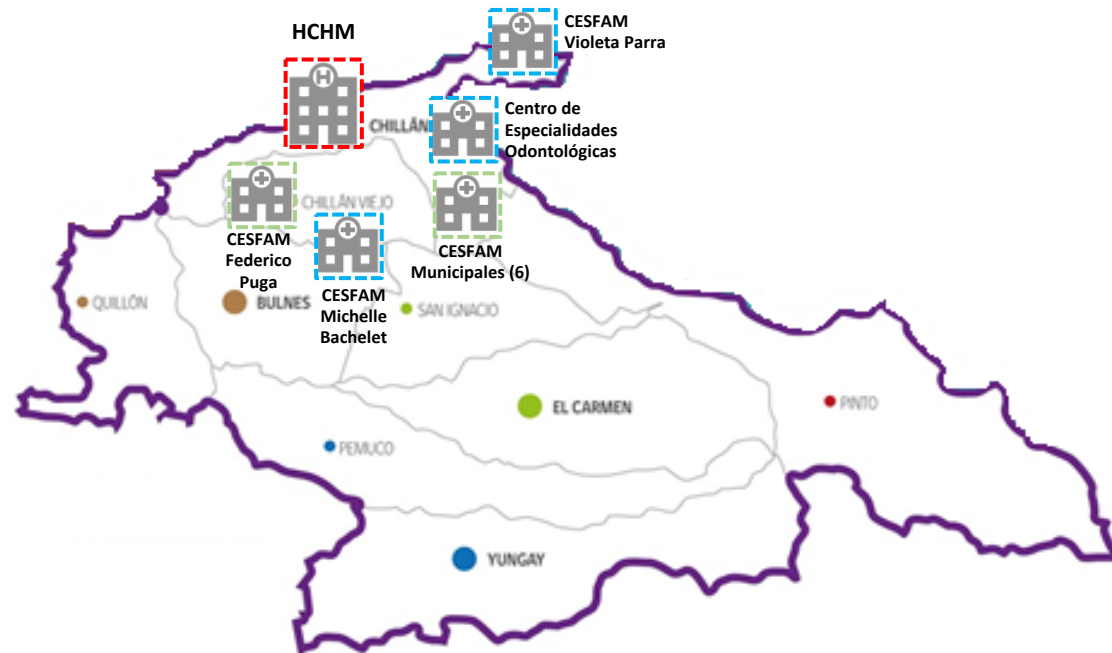 CESFAM
Violeta Parra
HCHM
H
Centro de
Especialidades
Odontológicas
CHILLÁN
CHILLÁN VIEJO
CESFAM
Federico
Puga
CESFAM
Municipales (6)
CESFAM
Michelle
Bachelet
QUILLÓN
BULNES
SAN IGNACIO
EL CARMEN
PINTO
PEMUCO
YUNGAY